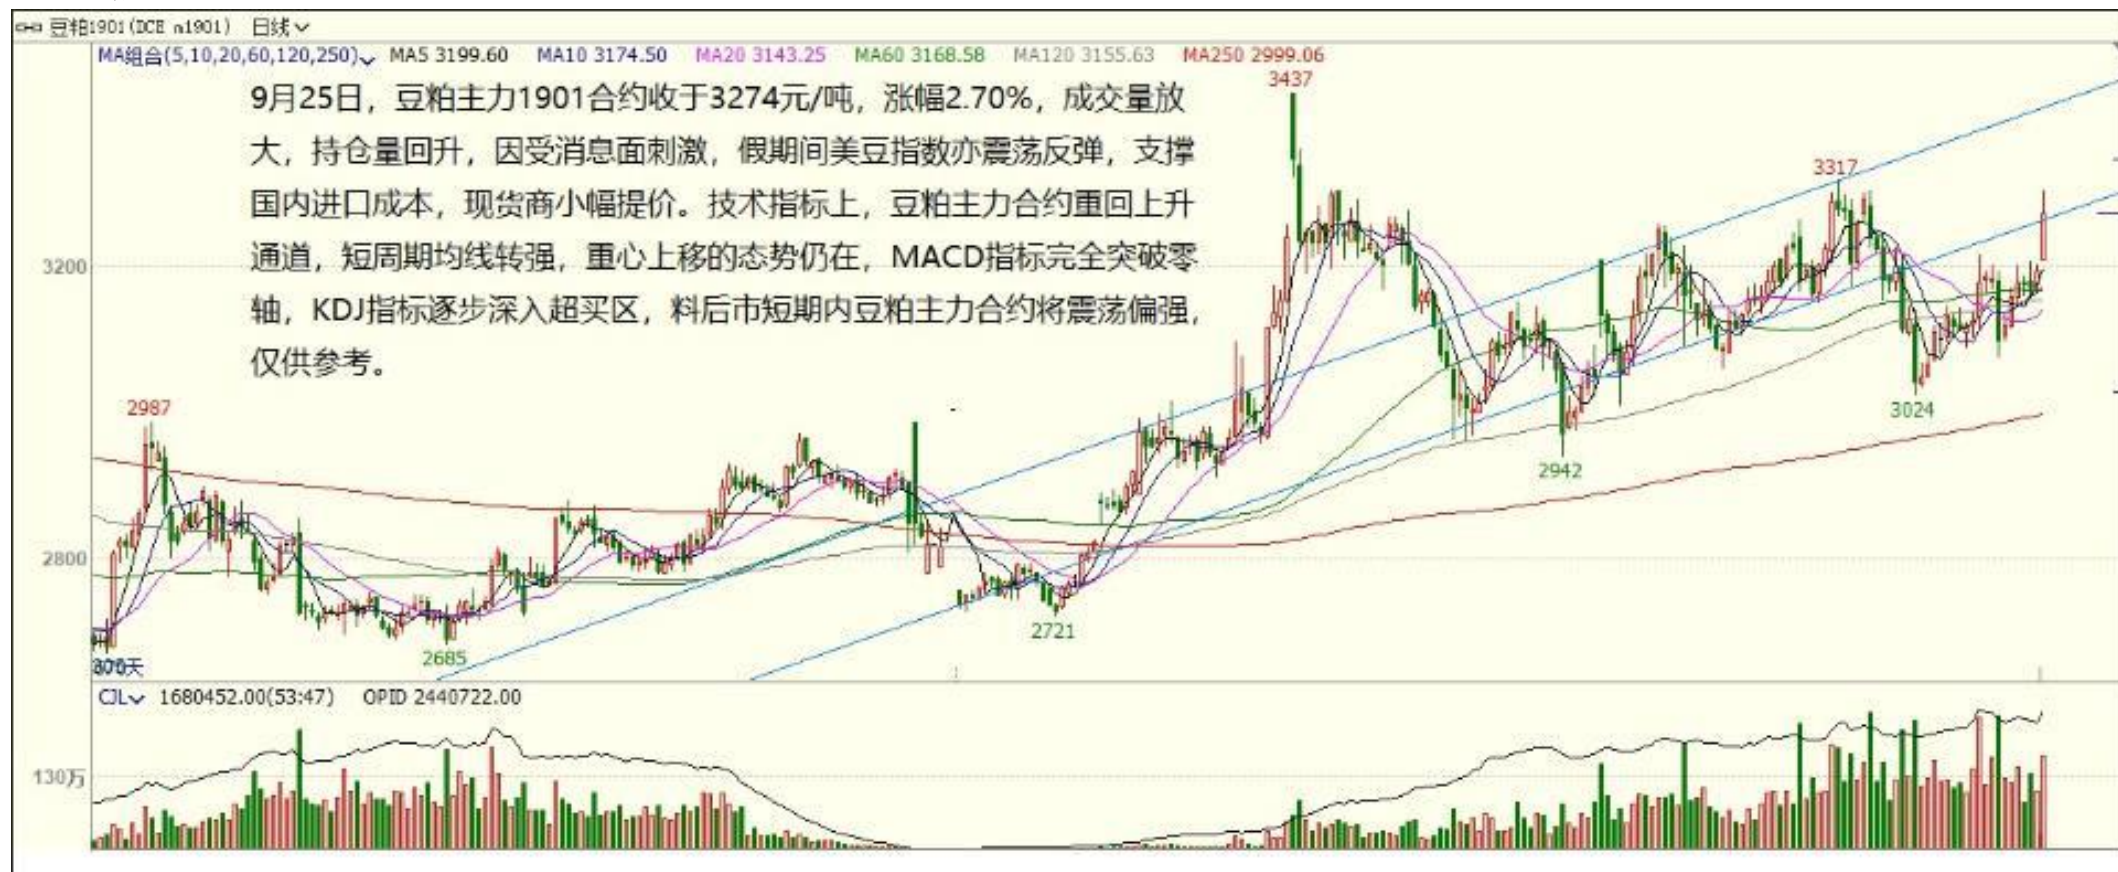 豆粕1901(DCE m1901) 日线
MA组合(5,10,20,60,120,250) MA5 3199.60 MA10 3174.50 MA20 3143.25 MA60 3168.58 MA120 3155.63 MA250 2999.06
3437
9月25日，豆粕主力1901合约收于3274元/吨，涨幅2.70%，成交量放
大，持仓量回升，因受消息面刺激，假期间美豆指数亦震荡反弹，支撑
国内进口成本，现货商小幅提价。技术指标上，豆粕主力合约重回上升
通道，短周期均线转强，重心上移的态势仍在，MACD指标完全突破零
轴，KDJ指标逐步深入超买区，料后市短期内豆粕主力合约将震荡偏强，
仅供参考。
3317
3200
2987
3024
2942
2800
2721
2685
CJL 1680452.00(53:47) OPID 2440722.00
130万